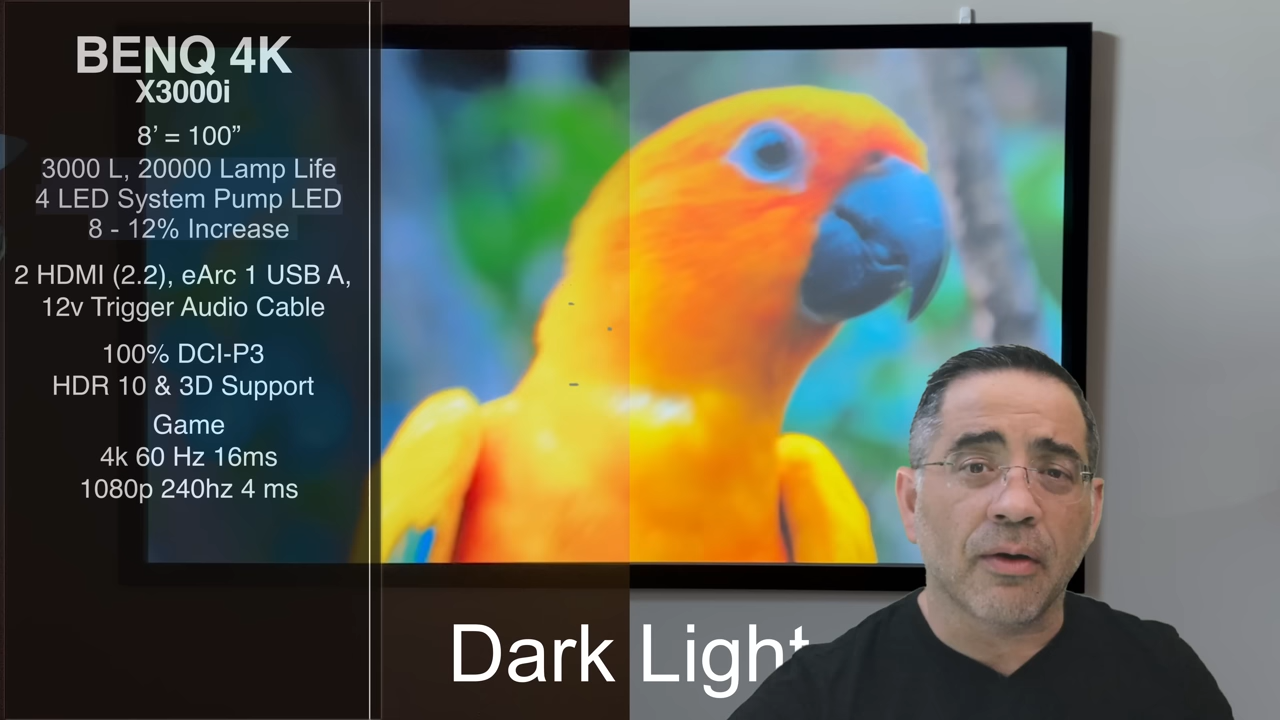 BENQ 4K
X3000i
8’ = 100”
3000 L, 20000 Lamp Life
4 LED System Pump LED
8 - 12% Increase
2 HDMI (2.2), eArc 1 USB A,
12v Trigger Audio Cable
100% DCI-P3
HDR 10 & 3D Support
Game
4k 60 Hz 16ms
1080p 240hz 4 ms
Dark Light